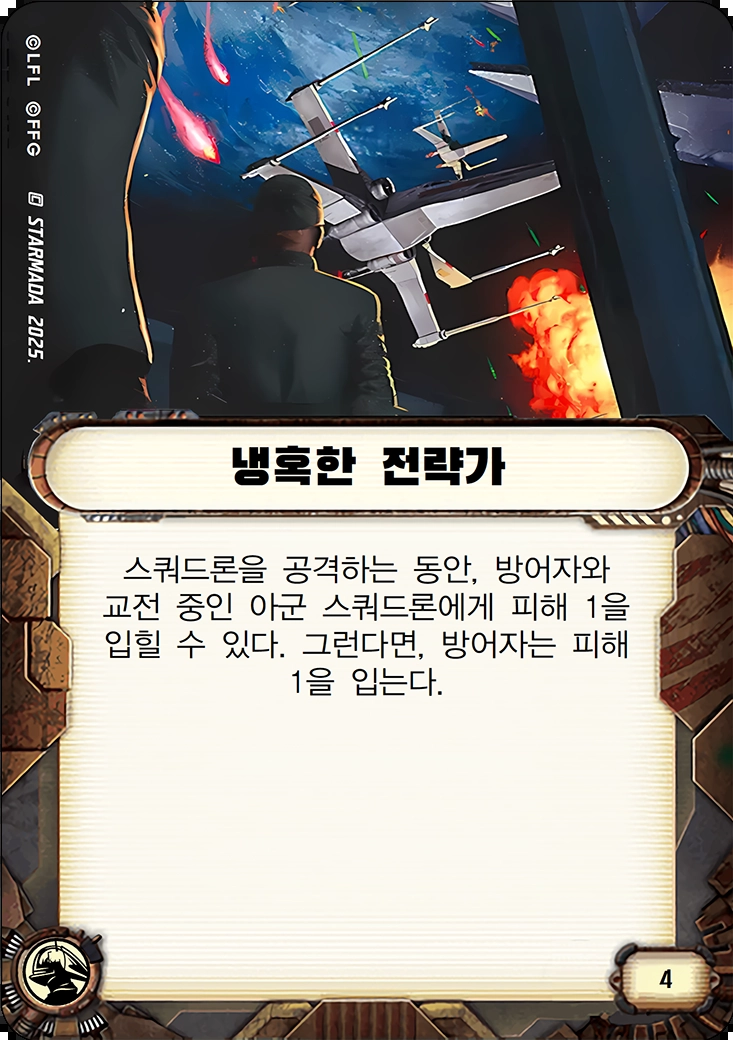 ©LFL ©FFG STARMADA 2025.
냉혹한 전략가
스쿼드론을 공격하는 동안, 방어자와
교전 중인 아군 스쿼드론에게 피해 1을
입힐 수 있다. 그런다면, 방어자는 피해
1을 입는다.
4